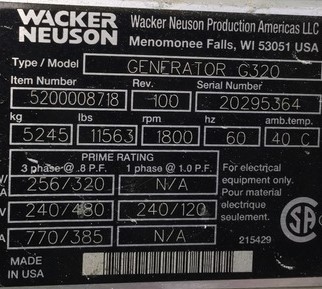 WACKER NEUSON
Wacker Neuson Production Americas LLC
Menomonee Falls, WI 53051 USA
Type / Model GENERATOR G320
Item Number Rev. Serial Number
5200008718 100 20295364
kg lbs rpm hz amb.temp.
5245 11563 1800 60 40 C
PRIME RATING
3 phase @ .8 P.F. 1 phase @ 1.0 P.F.
256/320 N/A
V 240/480 240/120
A 770/385 N/A
For electrical
equipment only.
Pour matériel
électrique
seulement.
215429
MADE
IN USA